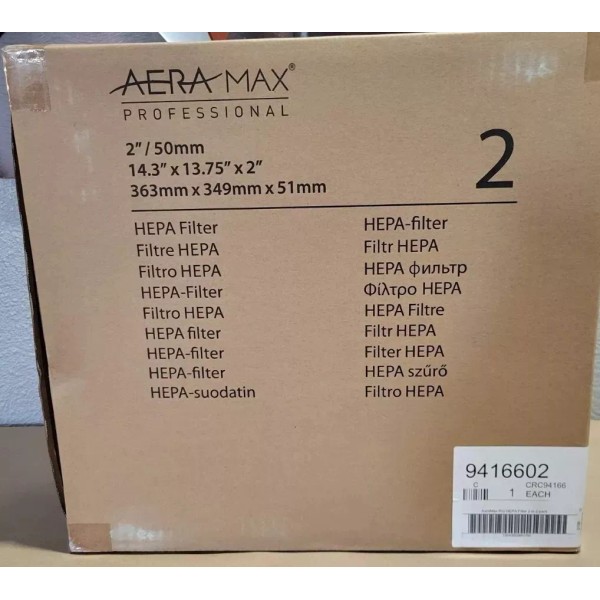 AERAMAX®
PROFESSIONAL
2" / 50mm
14.3" x 13.75" x 2"
363mm x 349mm x 51mm
2
HEPA Filter
Filtre HEPA
Filtro HEPA
HEPA-Filter
Filtro HEPA
HEPA filter
HEPA-filter
HEPA-filter
HEPA-suodatin
HEPA-filter
Filtr HEPA
HEPA фильтр
Φίλτρο HEPA
HEPA Filtre
Filtr HEPA
Filter HEPA
HEPA szűrő
Filtro HEPA
9416602
C CRC94166
1 EACH